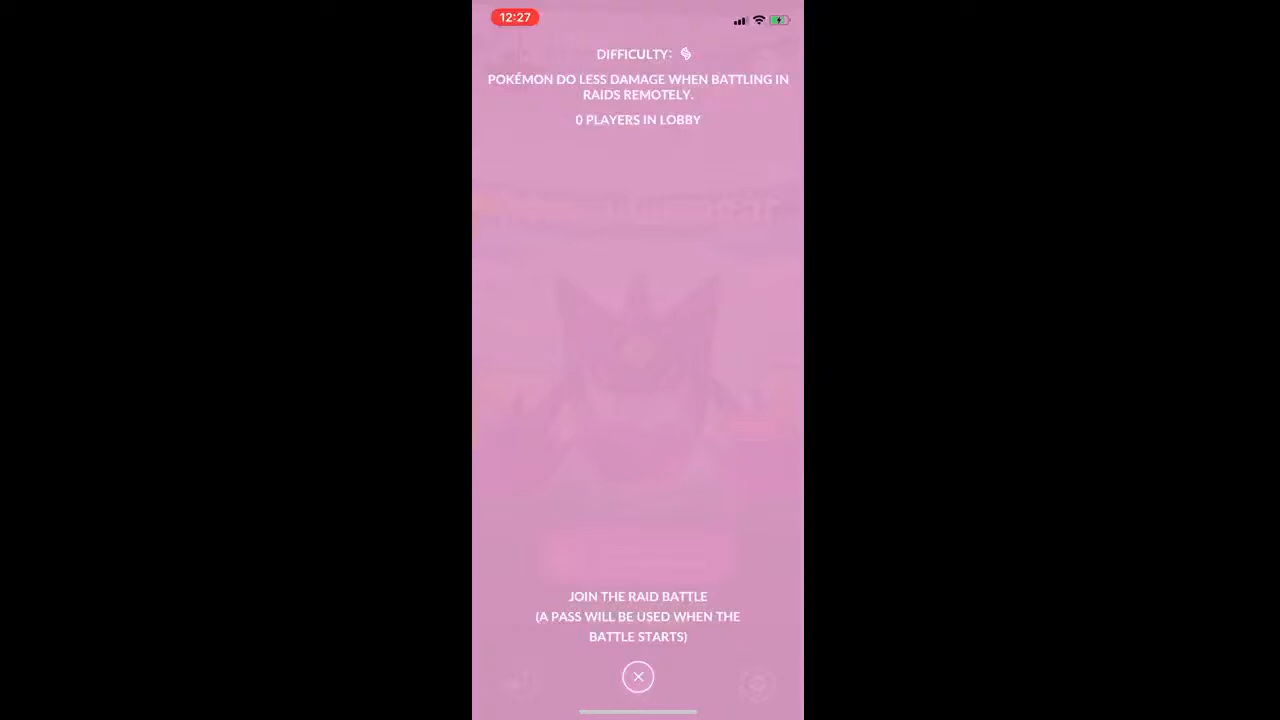 12:27
DIFFICULTY:
POKÉMON DO LESS DAMAGE WHEN BATTLING IN
RAIDS REMOTELY.
0 PLAYERS IN LOBBY
JOIN THE RAID BATTLE
(A PASS WILL BE USED WHEN THE
BATTLE STARTS)